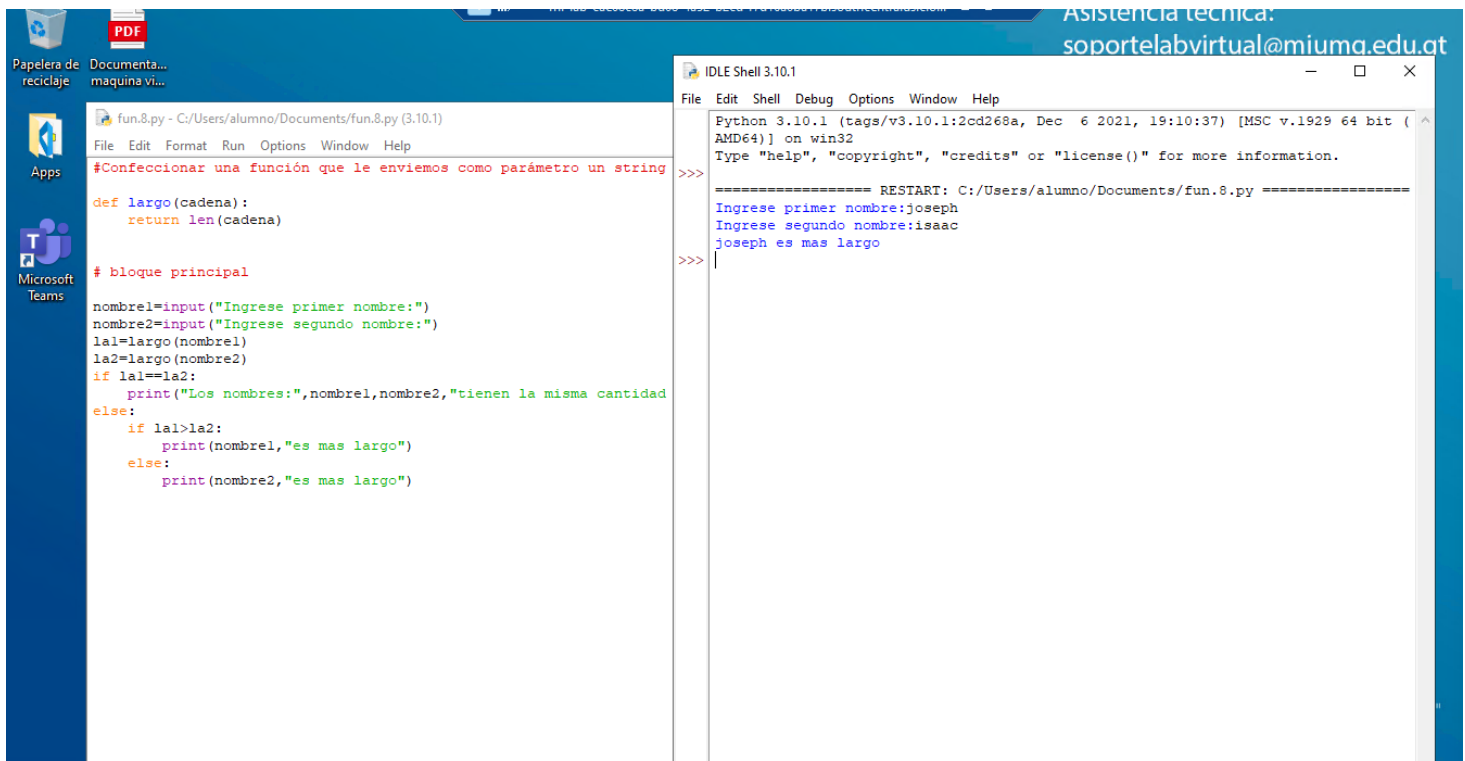 Asistencia técnica:
soportelabvirtual@miumg.edu.gt
PDF
Papelera de reciclaje
Documenta... maquina vi...
Apps
Microsoft Teams
fun.8.py - C:/Users/alumno/Documents/fun.8.py (3.10.1)
File Edit Format Run Options Window Help
#Confeccionar una función que le enviemos como parámetro un string
def largo(cadena):
    return len(cadena)
# bloque principal
nombre1=input("Ingrese primer nombre:")
nombre2=input("Ingrese segundo nombre:")
la1=largo(nombre1)
la2=largo(nombre2)
if la1==la2:
    print("Los nombres:",nombre1,nombre2,"tienen la misma cantidad
else:
    if la1>la2:
        print(nombre1,"es mas largo")
    else:
        print(nombre2,"es mas largo")
IDLE Shell 3.10.1
File Edit Shell Debug Options Window Help
Python 3.10.1 (tags/v3.10.1:2cd268a, Dec  6 2021, 19:10:37) [MSC v.1929 64 bit (
AMD64)] on win32
Type "help", "copyright", "credits" or "license()" for more information.
>>>
================== RESTART: C:/Users/alumno/Documents/fun.8.py =================
Ingrese primer nombre:joseph
Ingrese segundo nombre:isaac
joseph es mas largo
>>>